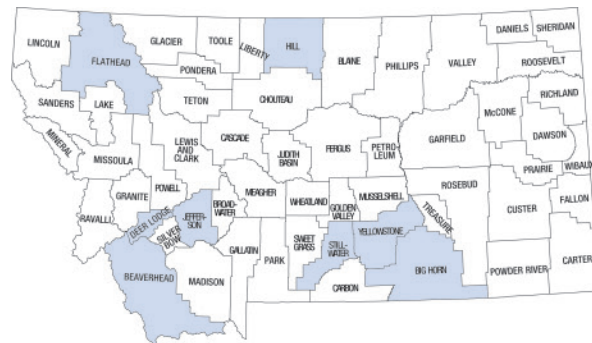 LINCOLN
FLATHEAD
GLACIER
TOOLE
LIBERTY
HILL
BLAINE
PHILLIPS
VALLEY
DANIELS
SHERIDAN
ROOSEVELT
PONDERA
SANDERS
LAKE
TETON
CHOUTEAU
RICHLAND
McCONE
MINERAL
MISSOULA
LEWIS
AND
CLARK
CASCADE
JUDITH
BASIN
FERGUS
PETRO-
LEUM
GARFIELD
DAWSON
PRAIRIE
WIBAUX
POWELL
GRANITE
RAVALLI
DEER LODGE
SILVER
BOW
JEFFER-
SON
BROAD-
WATER
MEAGHER
WHEATLAND
GOLDEN
VALLEY
MUSSELSHELL
ROSEBUD
TREASURE
CUSTER
FALLON
GALLATIN
PARK
SWEET
GRASS
STILL-
WATER
YELLOWSTONE
BIG HORN
POWDER RIVER
CARTER
BEAVERHEAD
MADISON
CARBON